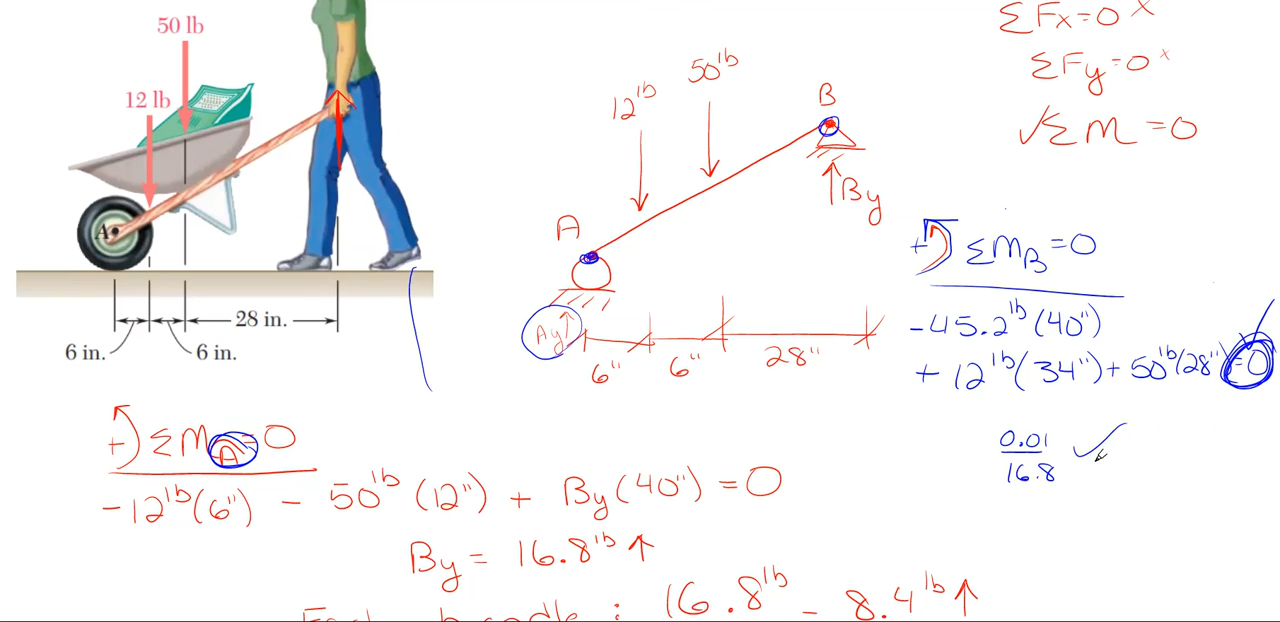 50 lb
12 lb
A
28 in.
6 in.
6 in.
12 lb
50 lb
B
By
A
Ay
6" 6" 28"
ΣFx=0 x
ΣFy=0 x
✓ΣM =0
+ ΣMB=0
-45.2 lb (40")
+ 12 lb (34") + 50 lb (28") =0
0.01
16.8
+ ΣMA=0
-12 lb (6") - 50 lb (12") + By (40") =0
By = 16.8 lb ↑
handle : 16.8 lb = 8.4 lb ↑